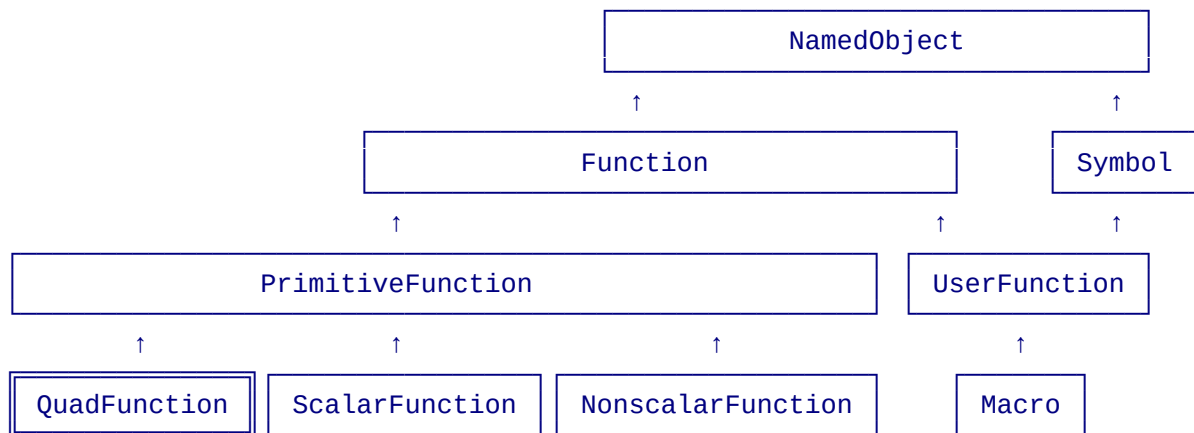 NamedObject
↑ ↑
Function Symbol
↑ ↑ ↑
PrimitiveFunction UserFunction
↑ ↑ ↑ ↑
QuadFunction ScalarFunction NonscalarFunction Macro